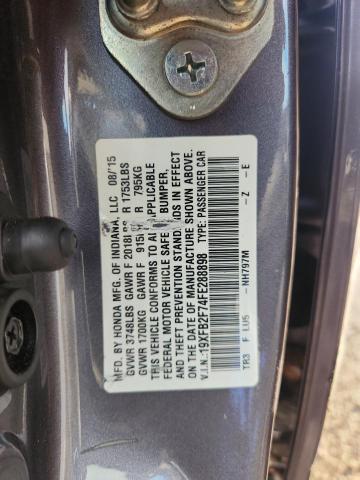 MFD. BY HONDA MFG. OF INDIANA, LLC 08/'15
GVWR 3748LBS GAWR F 2018LBS R 1753LBS
GVWR 1700KG GAWR F 915KG R 795KG
THIS VEHICLE CONFORMS TO ALL APPLICABLE
FEDERAL MOTOR VEHICLE SAFETY BUMPER,
THEFT PREVENTION STANDARDS IN EFFECT
ON THE DATE OF MANUFACTURE SHOWN ABOVE
V.I.N.:19XFB2F74FE288898 TYPE: PASSENGER CAR
TR3 F LU5 - NH797M - Z - E